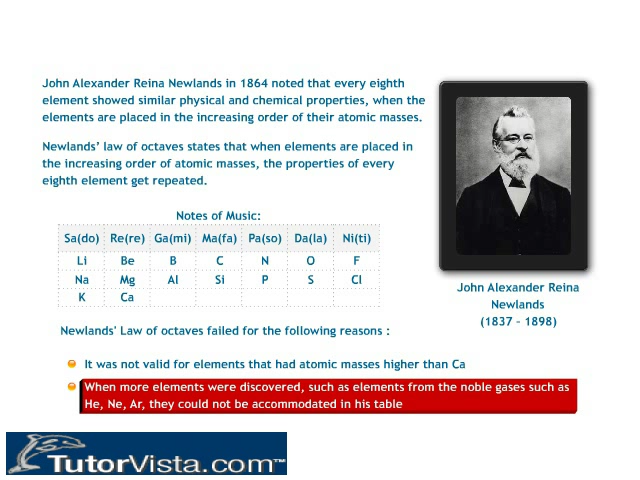 John Alexander Reina Newlands in 1864 noted that every eighth
element showed similar physical and chemical properties, when the
elements are placed in the increasing order of their atomic masses.
Newlands’ law of octaves states that when elements are placed in
the increasing order of atomic masses, the properties of every
eighth element get repeated.
Notes of Music:
Sa(do) Re(re) Ga(mi) Ma(fa) Pa(so) Da(la) Ni(ti)
Li Be B C N O F
Na Mg Al Si P S Cl
K Ca
John Alexander Reina
Newlands
(1837 – 1898)
Newlands' Law of octaves failed for the following reasons :
It was not valid for elements that had atomic masses higher than Ca
When more elements were discovered, such as elements from the noble gases such as
He, Ne, Ar, they could not be accommodated in his table
TutorVista.com™